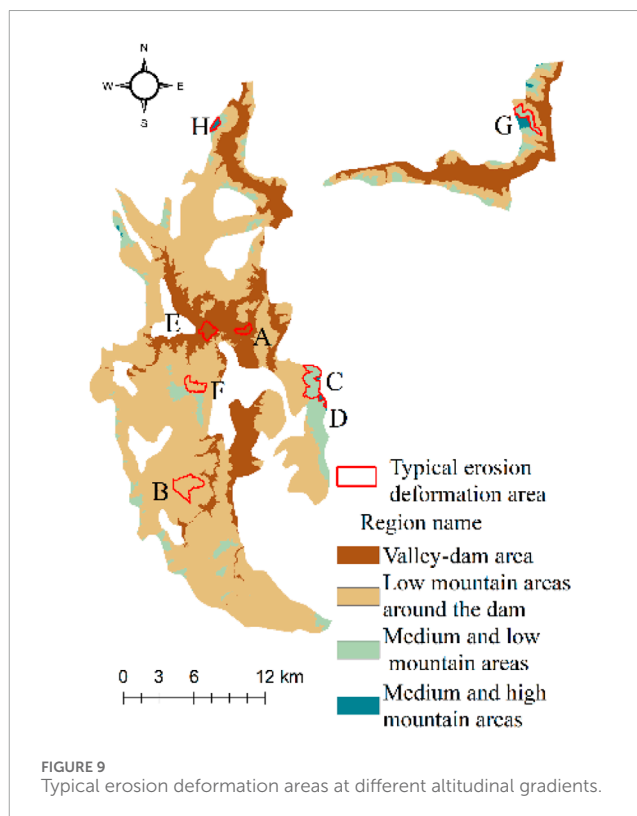 N
W E
S
H
G
E
A
F
C
D
B
Typical erosion
deformation area
Region name
Valley-dam area
Low mountain areas
around the dam
Medium and low
mountain areas
Medium and high
mountain areas
0 3 6 12 km
FIGURE 9
Typical erosion deformation areas at different altitudinal gradients.